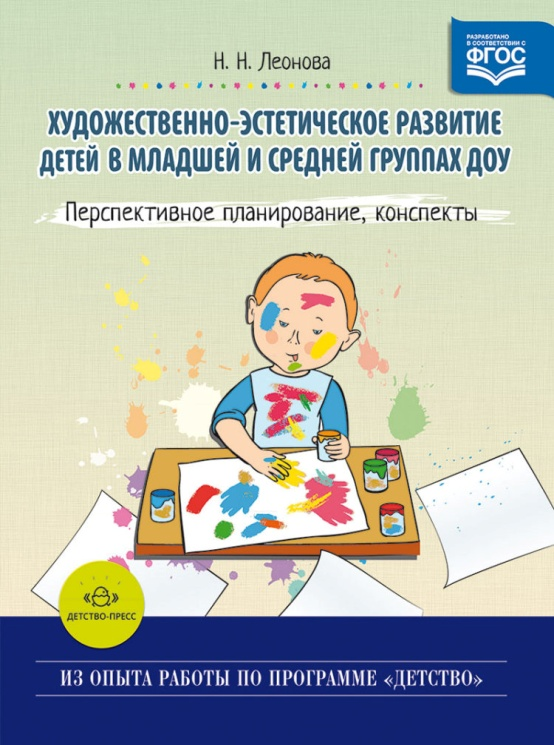 Н. Н. Леонова
РАЗРАБОТАНО
В СООТВЕТСТВИИ С
ФГОС
ХУДОЖЕСТВЕННО-ЭСТЕТИЧЕСКОЕ РАЗВИТИЕ
ДЕТЕЙ В МЛАДШЕЙ И СРЕДНЕЙ ГРУППАХ ДОУ
Перспективное планирование, конспекты
ДЕТСТВО-ПРЕСС
ИЗ ОПЫТА РАБОТЫ ПО ПРОГРАММЕ «ДЕТСТВО»